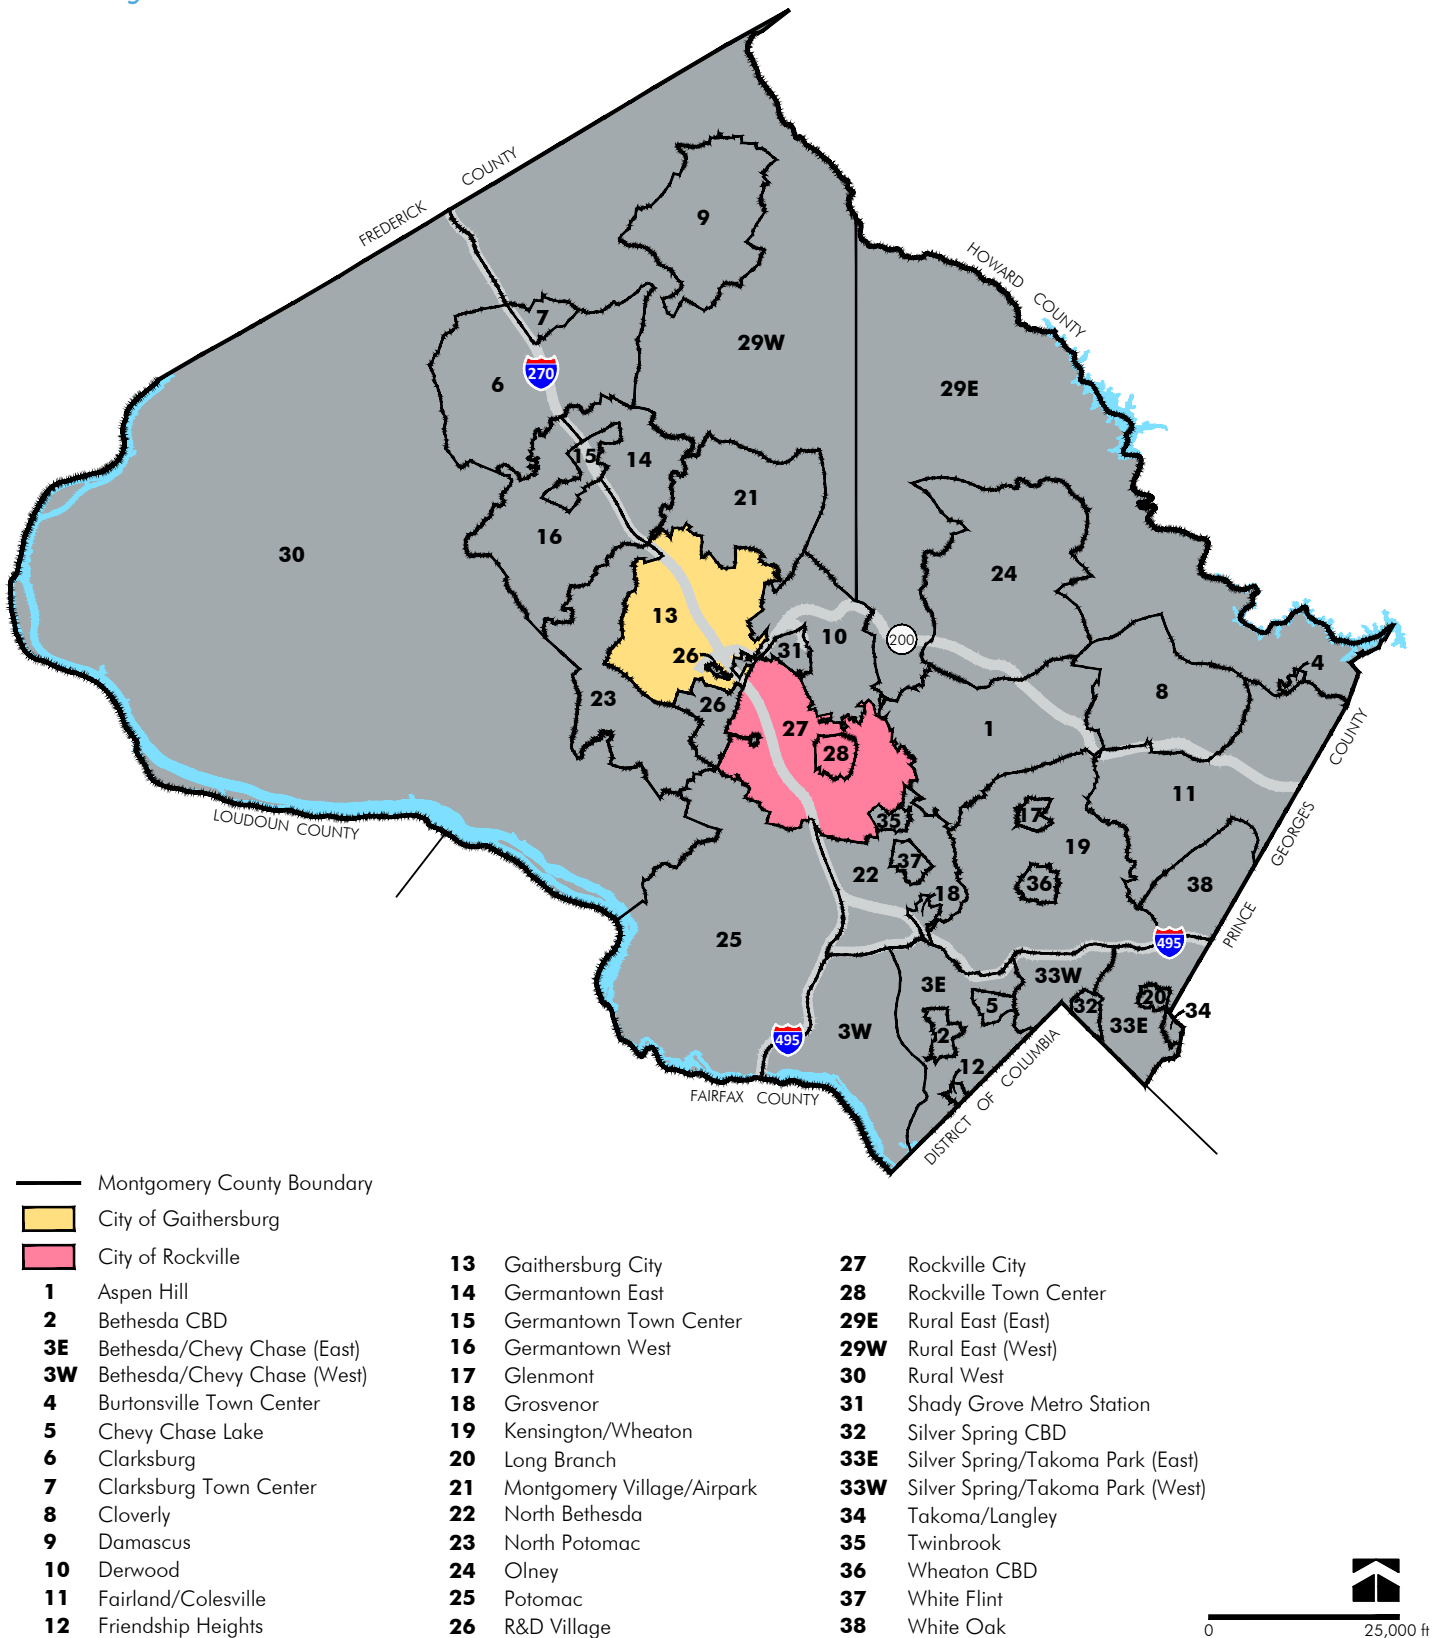 g
FREDERICK COUNTY
HOWARD COUNTY
9
29W
29E
7
6
270
15
14
21
16
30
24
13
10
200
31
26
4
23
26
8
27
1
28
11
COUNTY
LOUDOUN COUNTY
17
35
19
GEORGES
22
37
36
18
38
25
PRINCE
495
3E
33W
5
32
20
34
33E
495
3W
2
12
DISTRICT OF COLUMBIA
FAIRFAX COUNTY
Montgomery County Boundary
City of Gaithersburg
City of Rockville
1 Aspen Hill
2 Bethesda CBD
3E Bethesda/Chevy Chase (East)
3W Bethesda/Chevy Chase (West)
4 Burtonsville Town Center
5 Chevy Chase Lake
6 Clarksburg
7 Clarksburg Town Center
8 Cloverly
9 Damascus
10 Derwood
11 Fairland/Colesville
12 Friendship Heights
13 Gaithersburg City
14 Germantown East
15 Germantown Town Center
16 Germantown West
17 Glenmont
18 Grosvenor
19 Kensington/Wheaton
20 Long Branch
21 Montgomery Village/Airpark
22 North Bethesda
23 North Potomac
24 Olney
25 Potomac
26 R&D Village
27 Rockville City
28 Rockville Town Center
29E Rural East (East)
29W Rural East (West)
30 Rural West
31 Shady Grove Metro Station
32 Silver Spring CBD
33E Silver Spring/Takoma Park (East)
33W Silver Spring/Takoma Park (West)
34 Takoma/Langley
35 Twinbrook
36 Wheaton CBD
37 White Flint
38 White Oak
0 25,000 ft